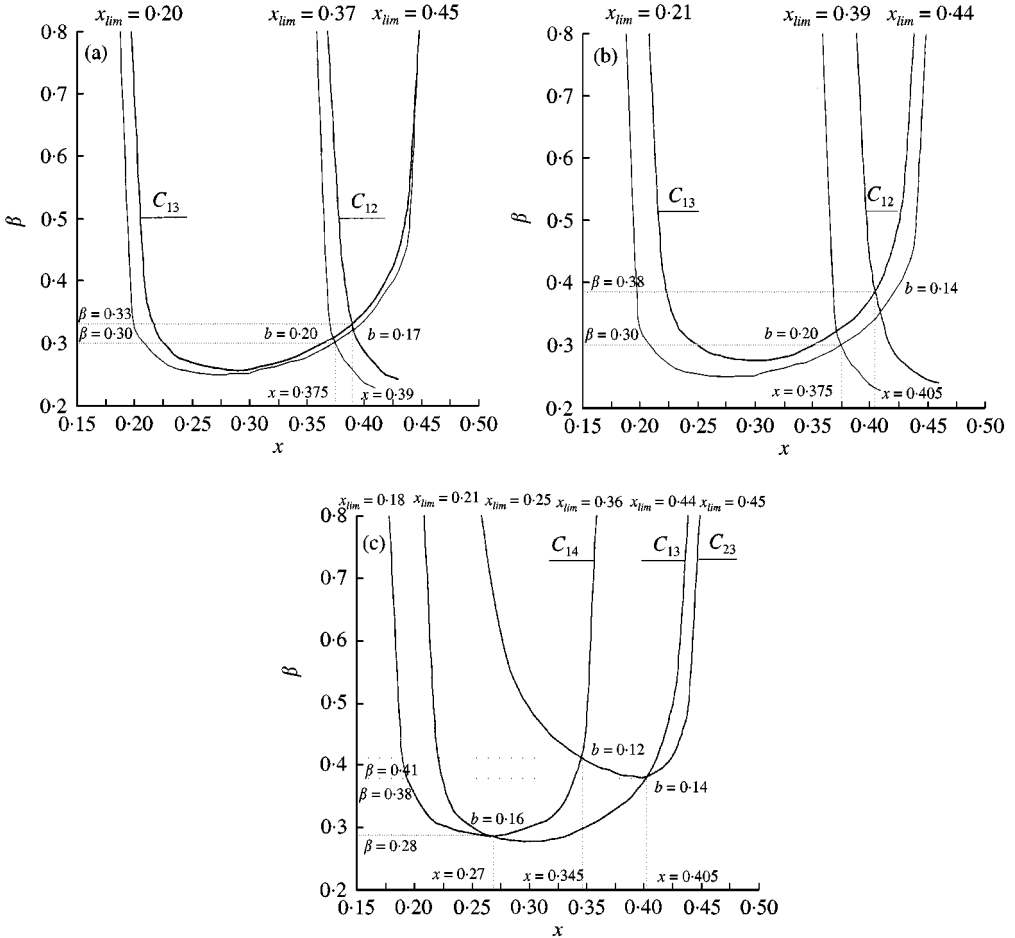 x_lim = 0·20 x_lim = 0·37 x_lim = 0·45
(a)
0·8
0·7
0·6
0·5
0·4
0·3
0·2
β
C13
C12
β = 0·33
β = 0·30
b = 0·20
b = 0·17
x = 0·375
x = 0·39
0·15 0·20 0·25 0·30 0·35 0·40 0·45 0·50
x
x_lim = 0·21 x_lim = 0·39 x_lim = 0·44
(b)
0·8
0·7
0·6
0·5
0·4
0·3
0·2
β
C13
C12
β = 0·38
β = 0·30
b = 0·14
b = 0·20
x = 0·375
x = 0·405
0·15 0·20 0·25 0·30 0·35 0·40 0·45 0·50
x
x_lim = 0·18 x_lim = 0·21 x_lim = 0·25 x_lim = 0·36 x_lim = 0·44 x_lim = 0·45
(c)
0·8
0·7
0·6
0·5
0·4
0·3
0·2
β
C14
C13
C23
β = 0·41
β = 0·38
β = 0·28
b = 0·12
b = 0·14
b = 0·16
x = 0·27
x = 0·345
x = 0·405
0·15 0·20 0·25 0·30 0·35 0·40 0·45 0·50
x